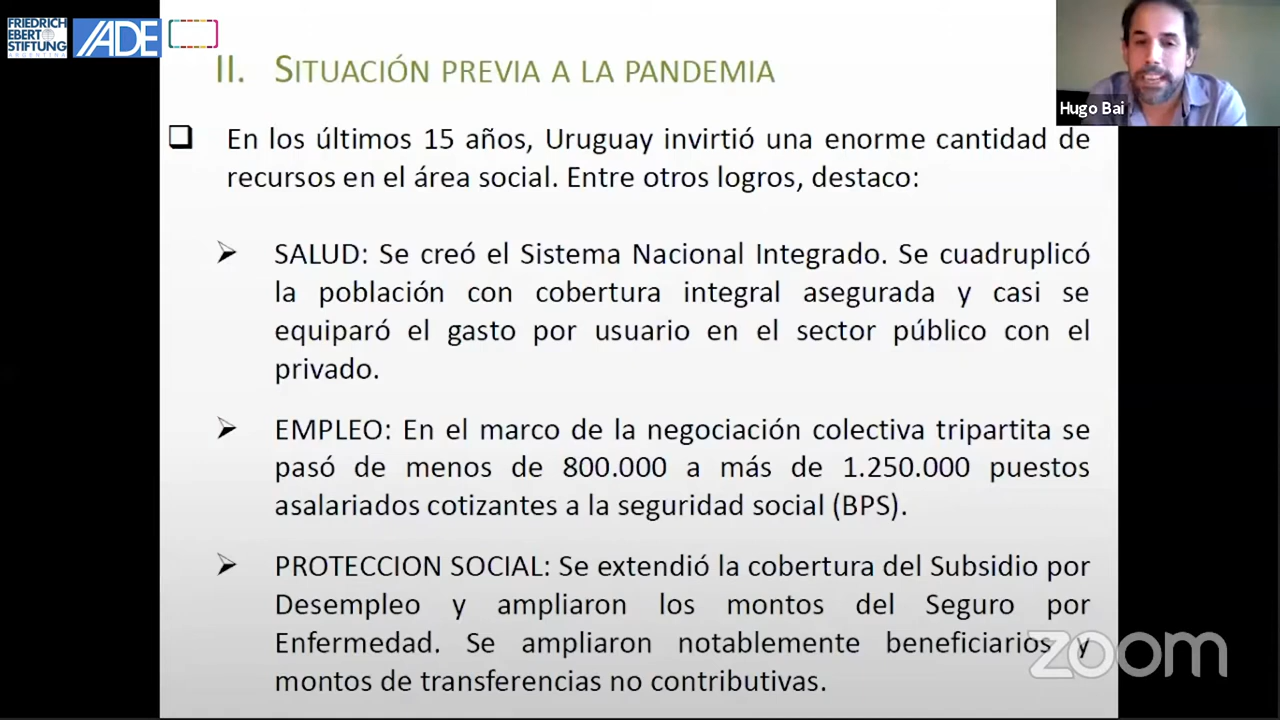 FRIEDRICH
EBERT
STIFTUNG
ARGENTINA
ADE
Hugo Bai
II. SITUACIÓN PREVIA A LA PANDEMIA
En los últimos 15 años, Uruguay invirtió una enorme cantidad de
recursos en el área social. Entre otros logros, destaco:
SALUD: Se creó el Sistema Nacional Integrado. Se cuadruplicó
la población con cobertura integral asegurada y casi se
equiparó el gasto por usuario en el sector público con el
privado.
EMPLEO: En el marco de la negociación colectiva tripartita se
pasó de menos de 800.000 a más de 1.250.000 puestos
asalariados cotizantes a la seguridad social (BPS).
PROTECCION SOCIAL: Se extendió la cobertura del Subsidio por
Desempleo y ampliaron los montos del Seguro por
Enfermedad. Se ampliaron notablemente beneficiarios y
montos de transferencias no contributivas.
zoom